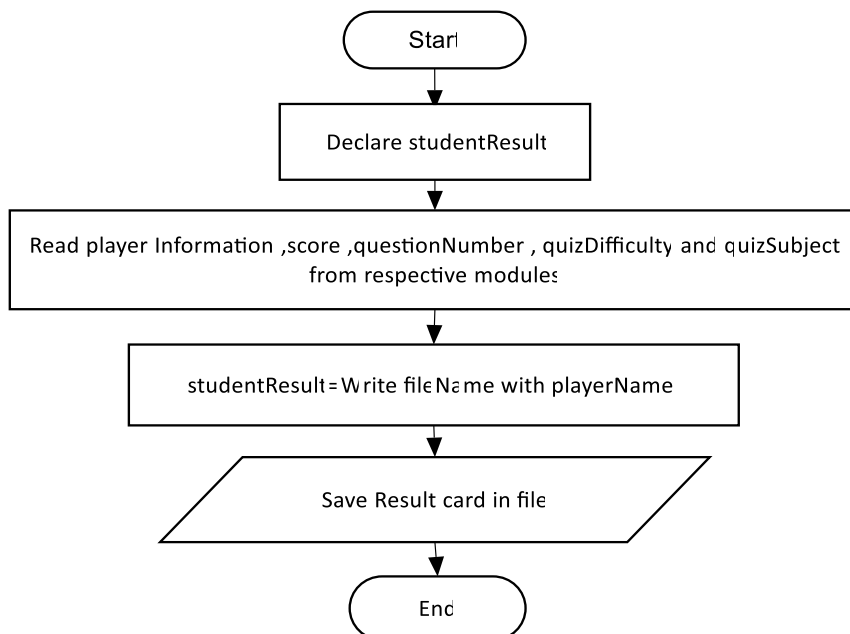 Start
Declare studentResult
Read player Information ,score ,questionNumber , quizDifficulty and quizSubject
from respective modules
studentResult=Write fileName with playerName
Save Result card in file
End